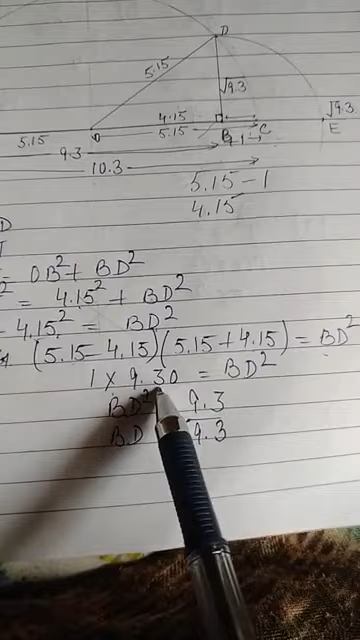 D
5.15
√9.3
4.15
√9.3
5.15
5.15
B
C
E
9.3
10.3
5.15-1
4.15
D
= OB² + BD²
= 4.15² + BD²
- 4.15² = BD²
(5.15-4.15)(5.15+4.15) = BD²
1 × 9.30 = BD²
BD² 9.3
BD 9.3